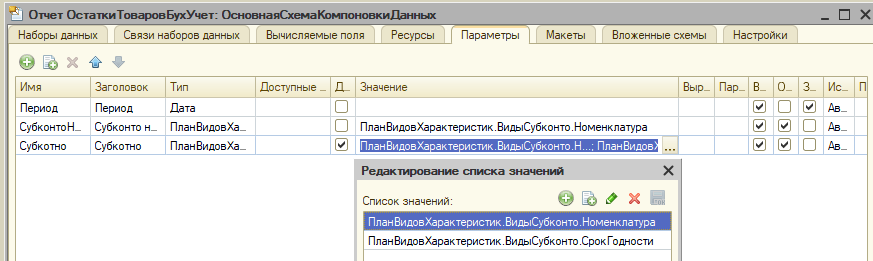 Отчет ОстаткиТоваровБухУчет: ОсновнаяСхемаКомпоновкиДанных
Наборы данных Связи наборов данных Вычисляемые поля Ресурсы Параметры Макеты Вложенные схемы Настройки
Имя Заголовок Тип Доступные ... Д... Значение Выр... Пар... В... О... З... Ис... П
Период Период Дата Ав...
СубконтоН... Субконто н... ПланВидовХа... ПланВидовХарактеристик.ВидыСубконто.Номенклатура Ав...
Субкотно Субкотно ПланВидовХа... ПланВидовХарактеристик.ВидыСубконто.Н...; ПланВидовХ ... Ав...
Редактирование списка значений
Список значений:
ПланВидовХарактеристик.ВидыСубконто.Номенклатура
ПланВидовХарактеристик.ВидыСубконто.СрокГодности